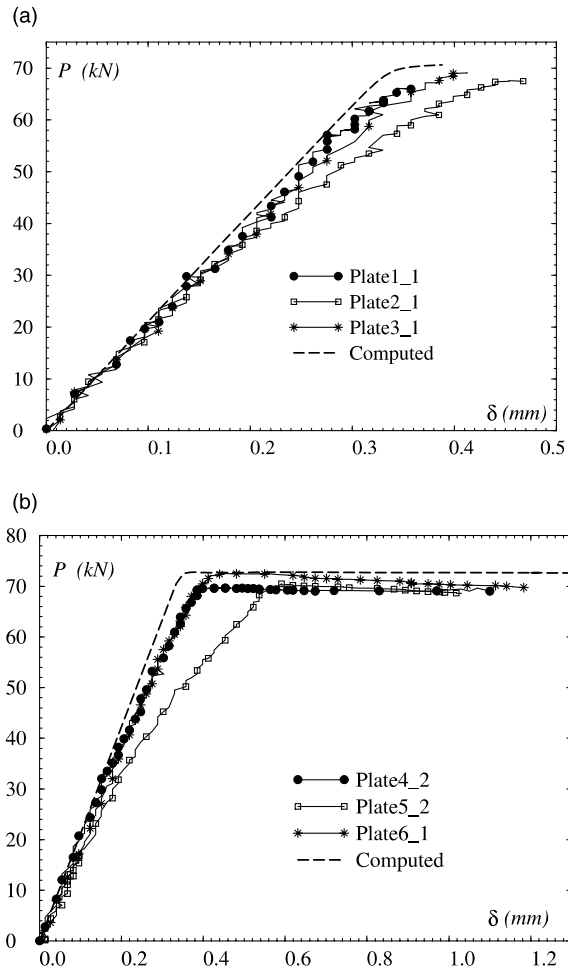 (a)
P (kN)
70
60
50
40
30
20
10
0
Plate1_1
Plate2_1
Plate3_1
Computed
δ (mm)
0.0 0.1 0.2 0.3 0.4 0.5
(b)
80
P (kN)
70
60
50
40
30
20
10
0
Plate4_2
Plate5_2
Plate6_1
Computed
δ (mm)
0.0 0.2 0.4 0.6 0.8 1.0 1.2